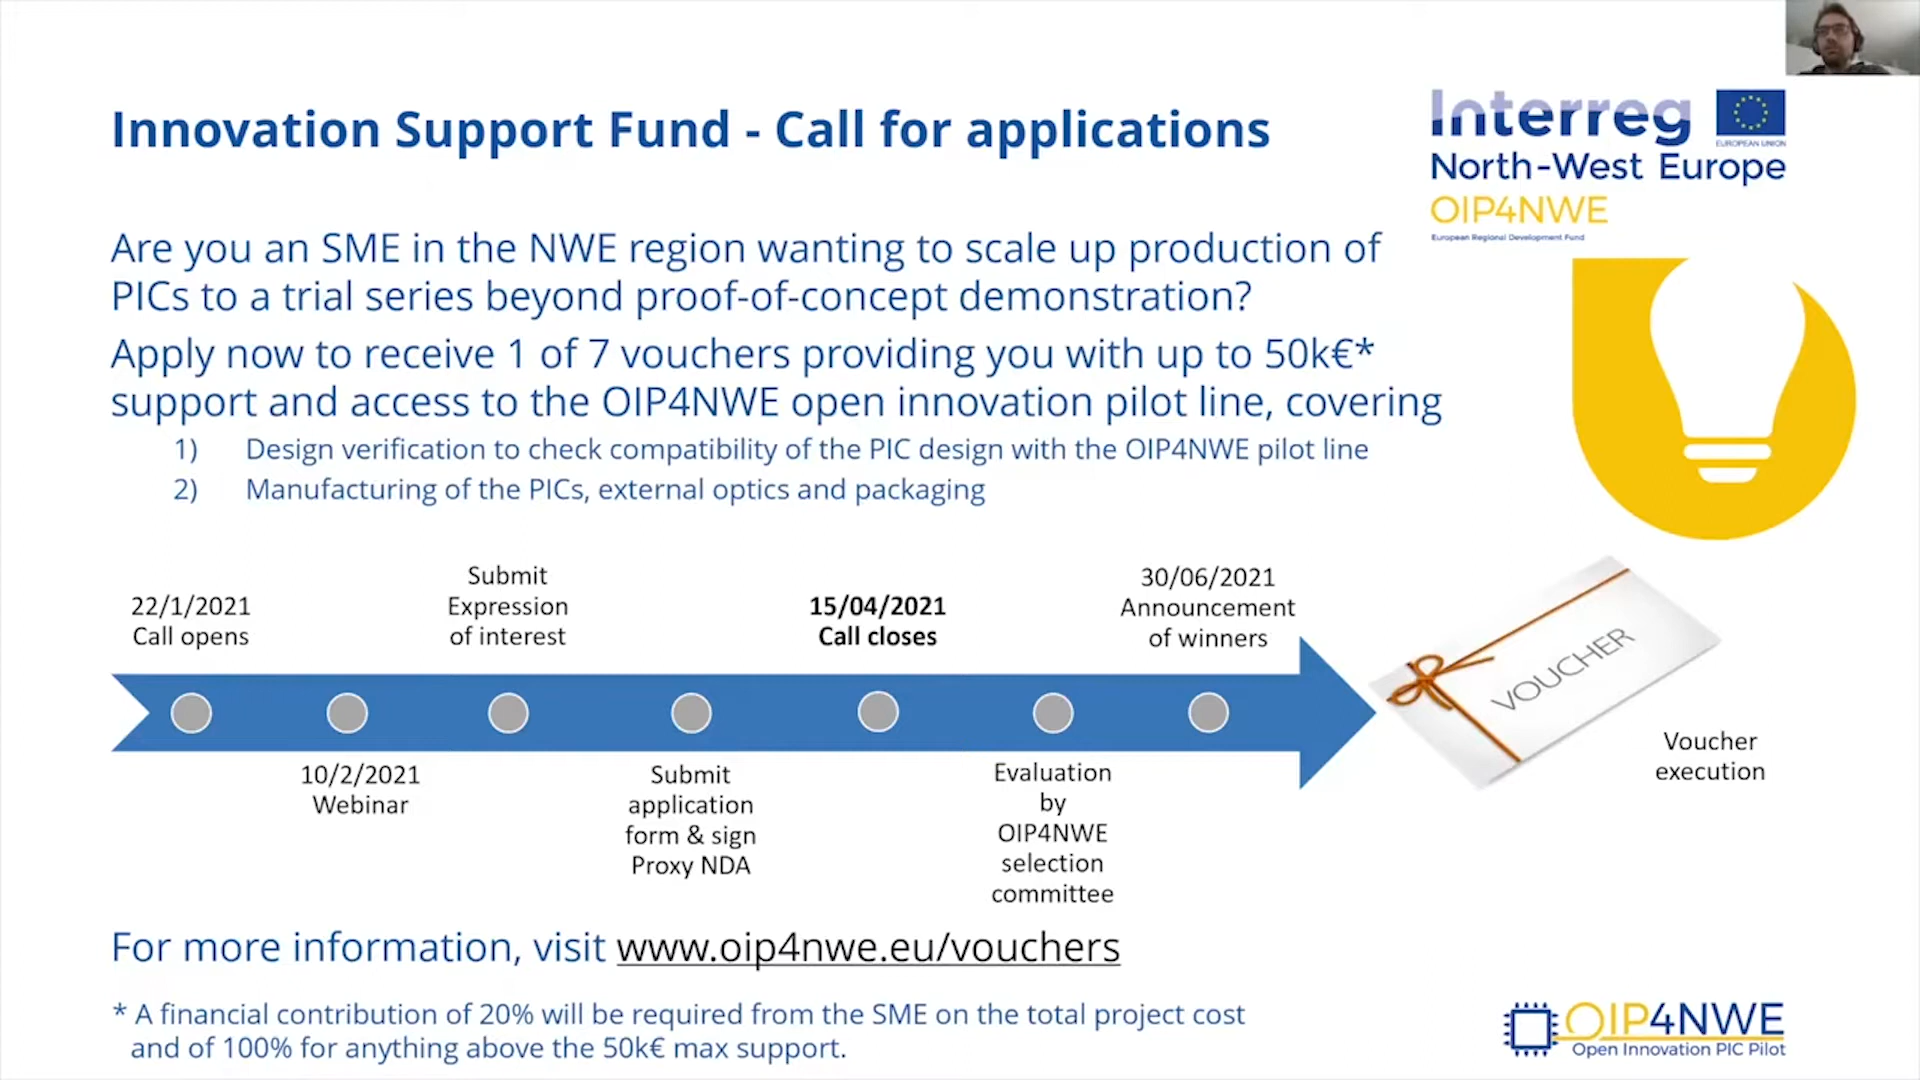 Innovation Support Fund - Call for applications
Interreg
EUROPEAN UNION
North-West Europe
OIP4NWE
European Regional Development Fund
Are you an SME in the NWE region wanting to scale up production of
PICs to a trial series beyond proof-of-concept demonstration?
Apply now to receive 1 of 7 vouchers providing you with up to 50k€*
support and access to the OIP4NWE open innovation pilot line, covering
1) Design verification to check compatibility of the PIC design with the OIP4NWE pilot line
2) Manufacturing of the PICs, external optics and packaging
22/1/2021
Call opens
10/2/2021
Webinar
Submit
Expression
of interest
Submit
application
form & sign
Proxy NDA
15/04/2021
Call closes
Evaluation
by
OIP4NWE
selection
committee
30/06/2021
Announcement
of winners
VOUCHER
Voucher
execution
For more information, visit www.oip4nwe.eu/vouchers
* A financial contribution of 20% will be required from the SME on the total project cost
and of 100% for anything above the 50k€ max support.
OIP4NWE
Open Innovation PIC Pilot